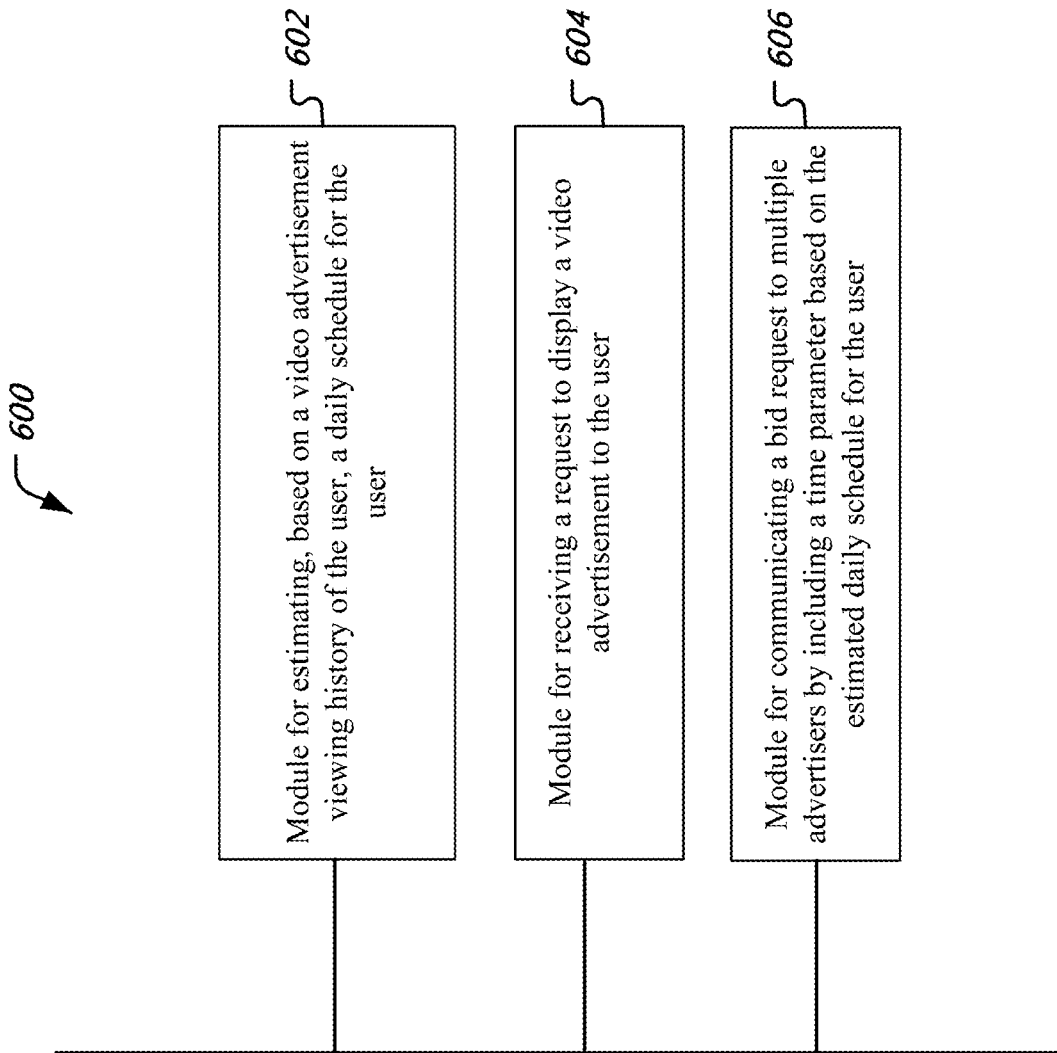 600
602
Module for estimating, based on a video advertisement
viewing history of the user, a daily schedule for the
user
604
Module for receiving a request to display a video
advertisement to the user
606
Module for communicating a bid request to multiple
advertisers by including a time parameter based on the
estimated daily schedule for the user